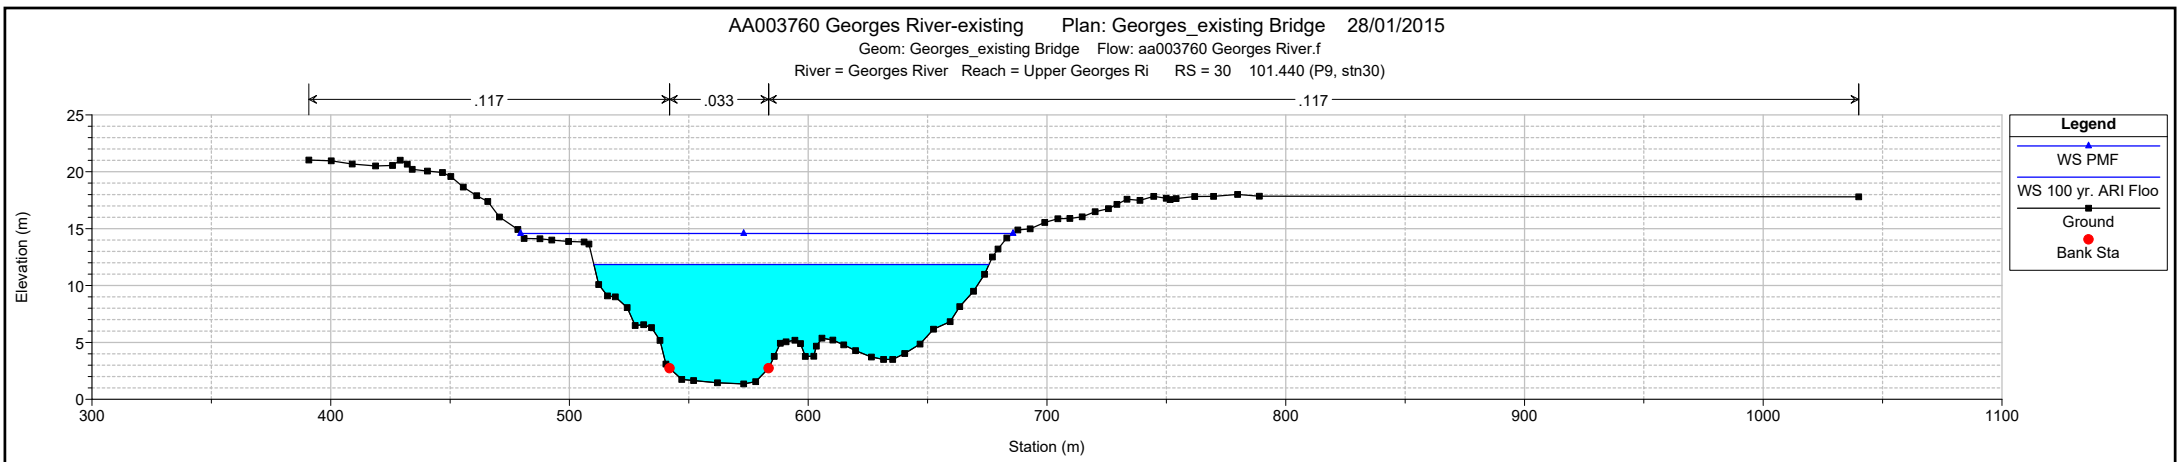 AA003760 Georges River-existing Plan: Georges_existing Bridge 28/01/2015
Geom: Georges_existing Bridge Flow: aa003760 Georges River.f
River = Georges River Reach = Upper Georges Ri RS = 30 101.440 (P9, stn30)
.117 .033 .117
25
20
15
10
5
0
Elevation (m)
300 400 500 600 700 800 900 1000 1100
Station (m)
Legend
WS PMF
WS 100 yr. ARI Floo
Ground
Bank Sta